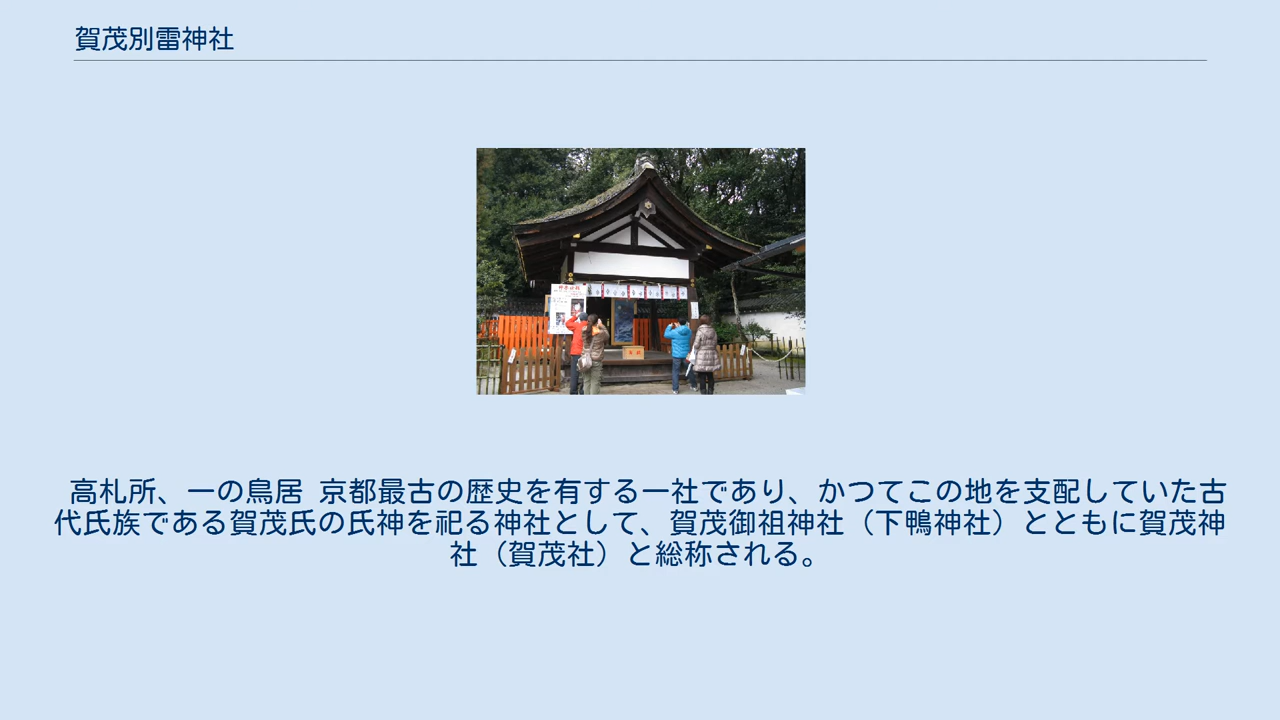 賀茂別雷神社
高札所、一の鳥居 京都最古の歴史を有する一社であり、かつてこの地を支配していた古
代氏族である賀茂氏の氏神を祀る神社として、賀茂御祖神社（下鴨神社）とともに賀茂神
社（賀茂社）と総称される。